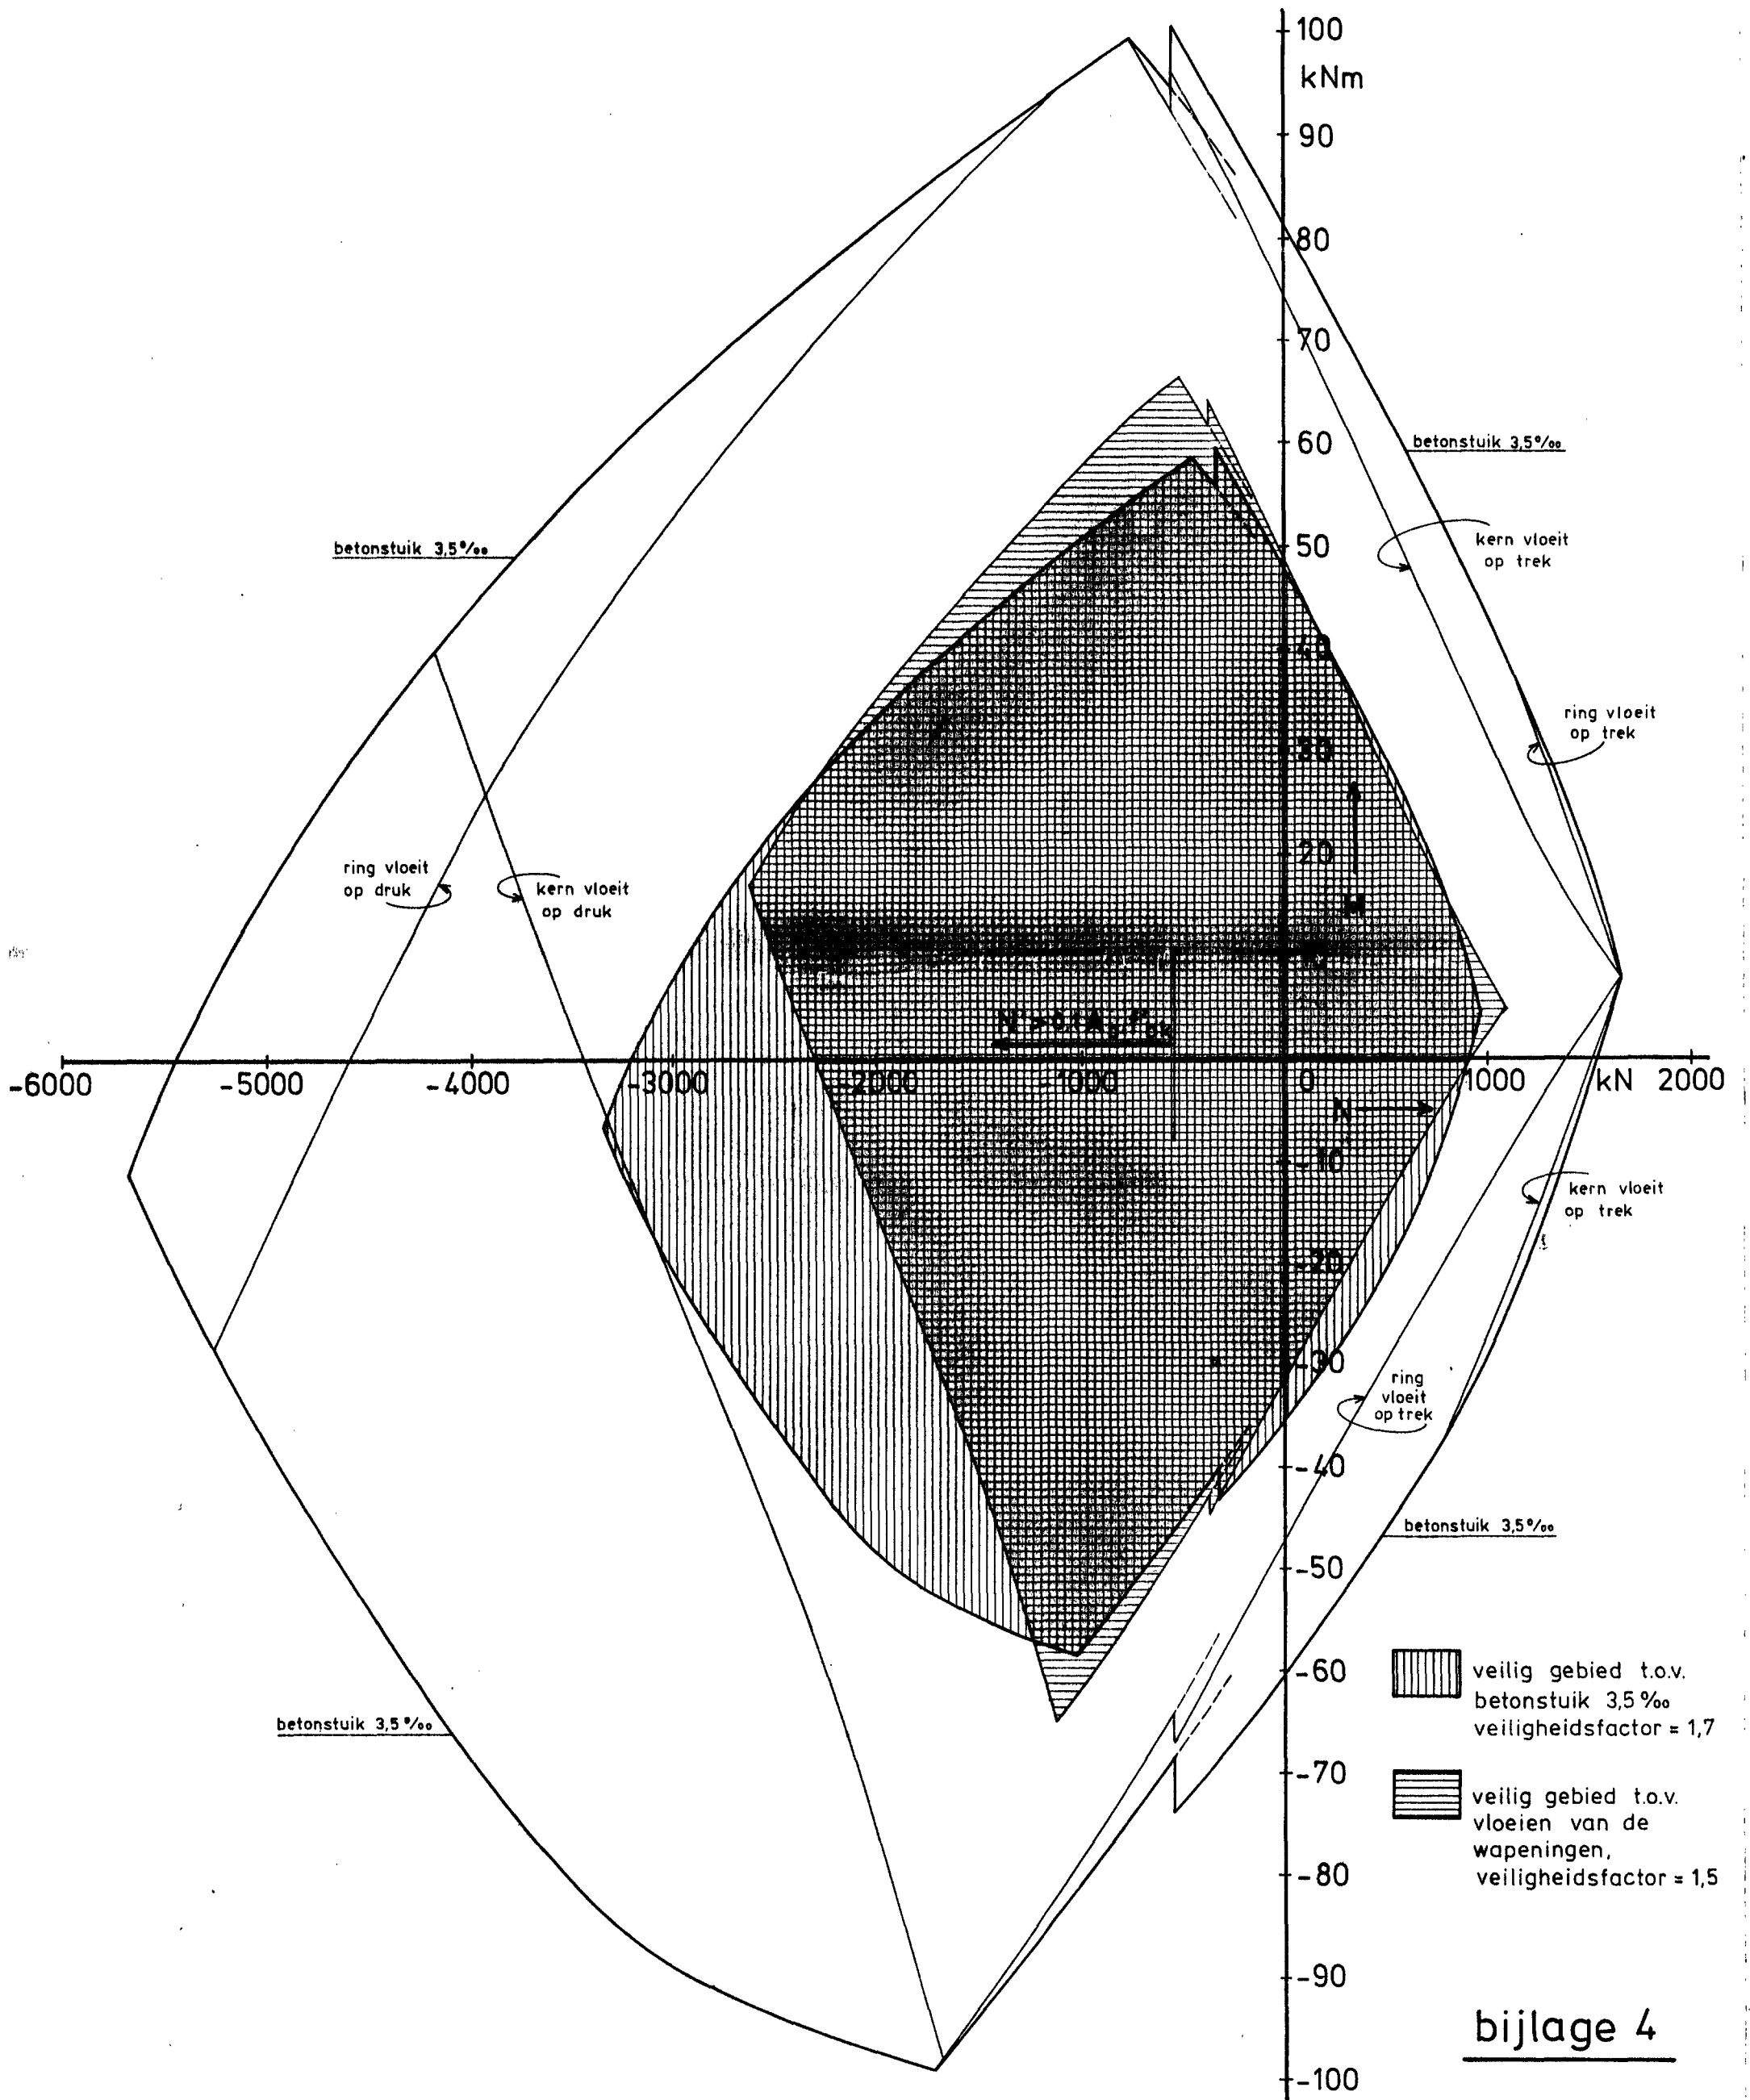 100
kNm
90
80
70
60
betonstuik 3,5‰
50
kern vloeit
op trek
betonstuik 3,5‰
40
ring vloeit
op trek
30
20
ring vloeit
op druk
kern vloeit
op druk
M
10
-6000
-5000
-4000
-3000
-2000
-1000
0
1000
kN
2000
N
-10
kern vloeit
op trek
-20
-30
ring
vloeit
op trek
-40
betonstuik 3,5‰
-50
-60
veilig gebied t.o.v.
betonstuik 3,5‰
veiligheidsfactor = 1,7
betonstuik 3,5‰
-70
veilig gebied t.o.v.
vloeien van de
wapeningen,
veiligheidsfactor = 1,5
-80
-90
bijlage 4
-100